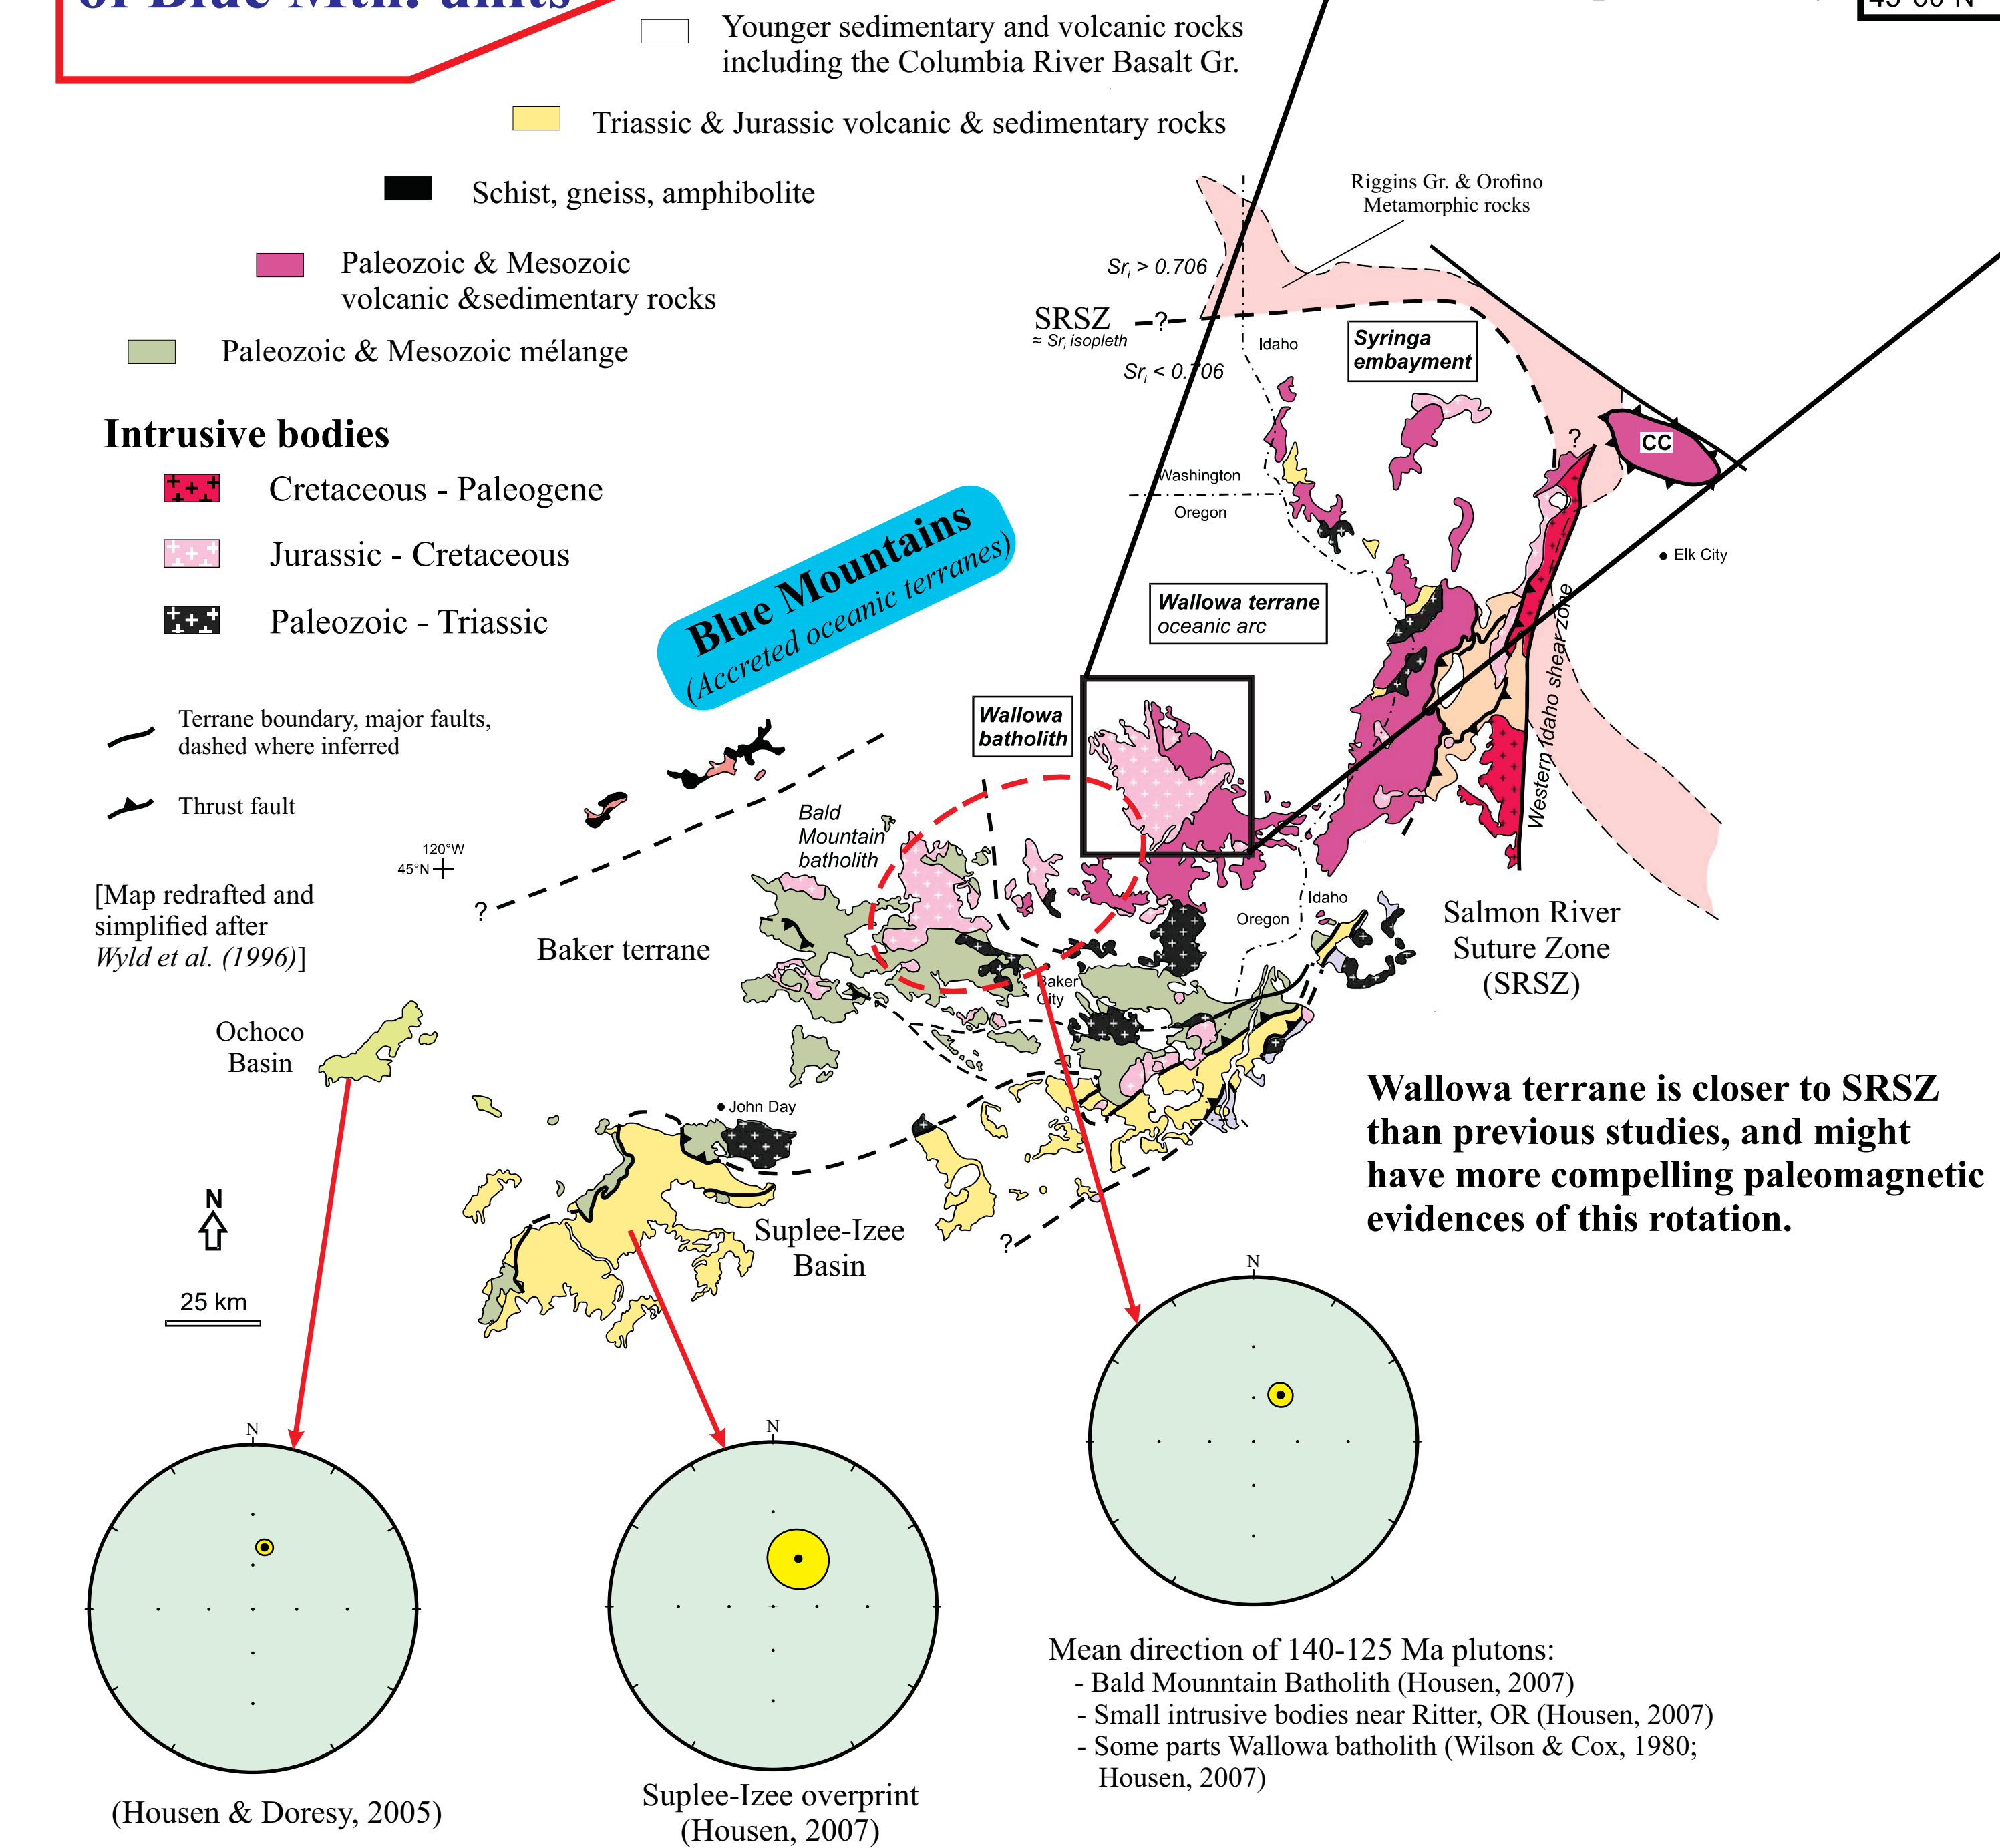 of Blue Mtn. units
45°00'N
Younger sedimentary and volcanic rocks
including the Columbia River Basalt Gr.
Triassic & Jurassic volcanic & sedimentary rocks
Schist, gneiss, amphibolite
Paleozoic & Mesozoic
volcanic &sedimentary rocks
Paleozoic & Mesozoic mélange
Intrusive bodies
Cretaceous - Paleogene
Jurassic - Cretaceous
Paleozoic - Triassic
Terrane boundary, major faults,
dashed where inferred
Thrust fault
120°W
45°N
[Map redrafted and
simplified after
Wyld et al. (1996)]
Riggins Gr. & Orofino
Metamorphic rocks
Sri > 0.706
SRSZ
?
≈ Sri isopleth
Sri < 0.706
Idaho
Syringa
embayment
?
CC
Washington
Oregon
Elk City
Blue Mountains
(Accreted oceanic terranes)
Wallowa terrane
oceanic arc
Western Idaho shear zone
Wallowa
batholith
Bald
Mountain
batholith
?
Baker terrane
Oregon
Idaho
Salmon River
Suture Zone
(SRSZ)
Baker
City
Ochoco
Basin
John Day
Wallowa terrane is closer to SRSZ
than previous studies, and might
have more compelling paleomagnetic
evidences of this rotation.
N
25 km
Suplee-Izee
Basin
?
N
N
N
Mean direction of 140-125 Ma plutons:
- Bald Mounntain Batholith (Housen, 2007)
- Small intrusive bodies near Ritter, OR (Housen, 2007)
- Some parts Wallowa batholith (Wilson & Cox, 1980;
Housen, 2007)
(Housen & Doresy, 2005)
Suplee-Izee overprint
(Housen, 2007)